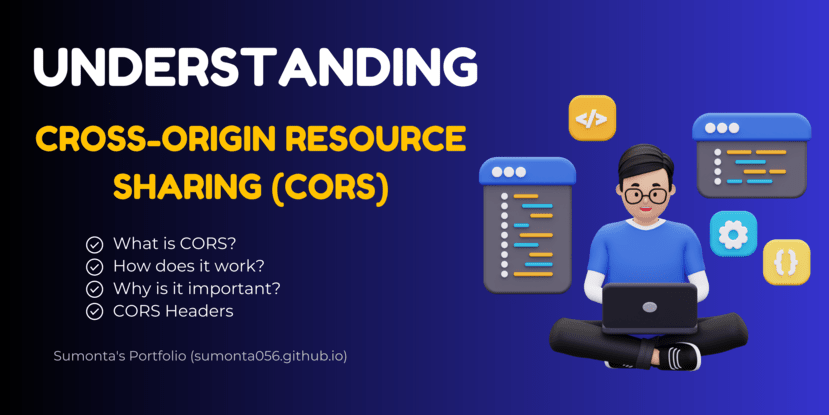 UNDERSTANDING
CROSS-ORIGIN RESOURCE
SHARING (CORS)
What is CORS?
How does it work?
Why is it important?
CORS Headers
Sumonta's Portfolio (sumonta056.github.io)
</>
{}